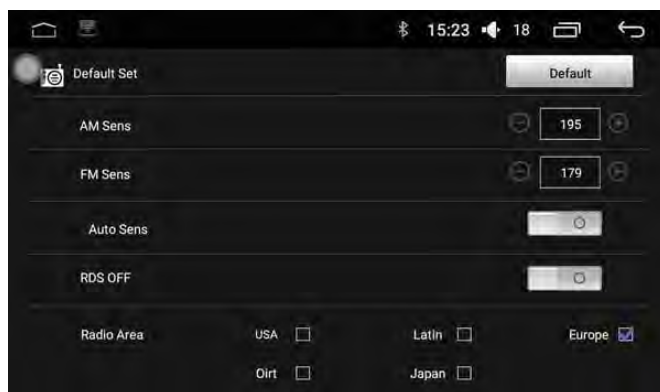 15:23 18
Default Set Default
AM Sens 195
FM Sens 179
Auto Sens
RDS OFF
Radio Area USA Latin Europe
Oirt Japan